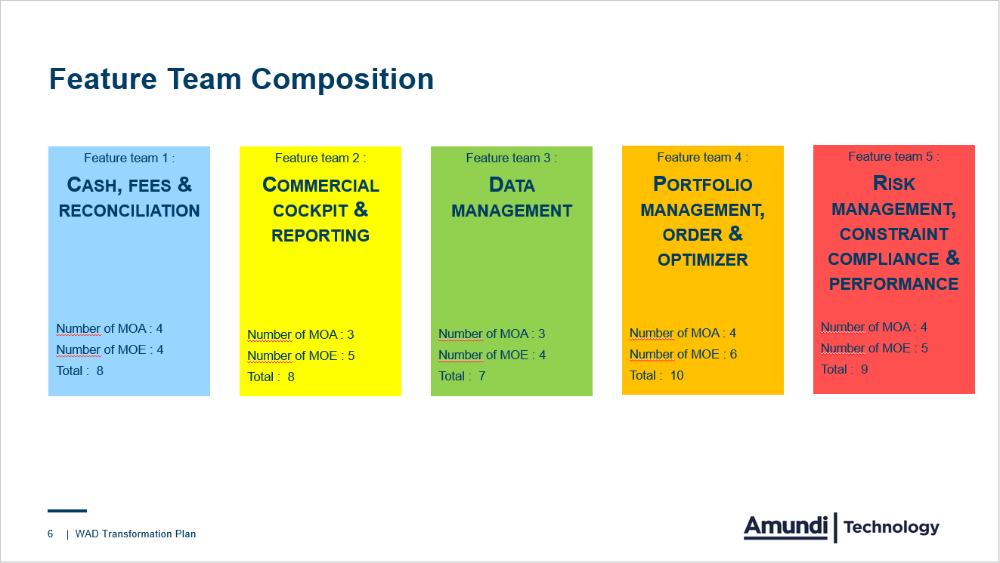 Feature Team Composition
Feature team 1 :
CASH, FEES &
RECONCILIATION
Number of MOA : 4
Number of MOE : 4
Total : 8
Feature team 2 :
COMMERCIAL
COCKPIT &
REPORTING
Number of MOA : 3
Number of MOE : 5
Total : 8
Feature team 3 :
DATA
MANAGEMENT
Number of MOA : 3
Number of MOE : 4
Total : 7
Feature team 4 :
PORTFOLIO
MANAGEMENT,
ORDER &
OPTIMIZER
Number of MOA : 4
Number of MOE : 6
Total : 10
Feature team 5 :
RISK
MANAGEMENT,
CONSTRAINT
COMPLIANCE &
PERFORMANCE
Number of MOA : 4
Number of MOE : 5
Total : 9
6 | WAD Transformation Plan
Amundi | Technology